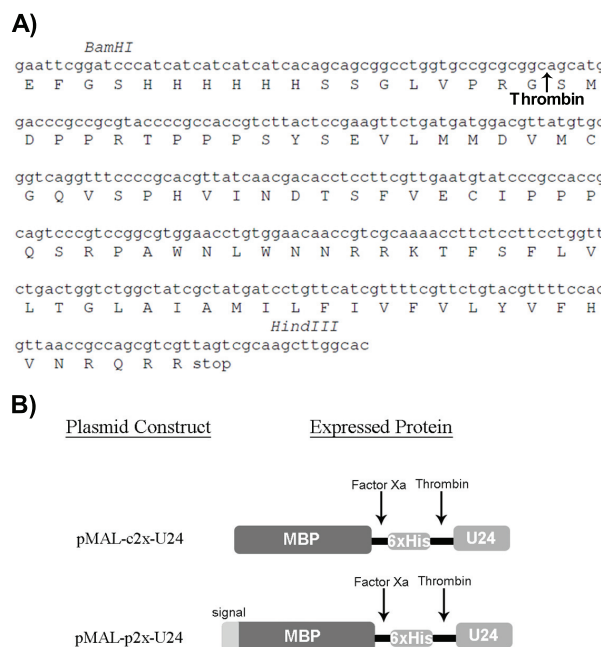 A)
BamHI
gaattcggatcccatcatcatcatcatcacagcagcggcctggtgccgcgcggcagcatg
E F G S H H H H H H S S G L V P R G S M
Thrombin
gacccgccgcgtaccccgccaccgtcttactccgaagttctgatgatggacgttatgtgc
D P P R T P P P S Y S E V L M M D V M C
ggtcaggtttccccgcacgttatcaacgacacctccttcgttgaatgtatcccgccaccg
G Q V S P H V I N D T S F V E C I P P P
cagtcccgtccggcgtggaacctgtggaacaaccgtcgcaaaaccttctccttcctggtt
Q S R P A W N L W N N R R K T F S F L V
ctgactggtctggctatcgctatgatcctgttcatcgttttcgttctgtacgttttccac
L T G L A I A M I L F I V F V L Y V F H
HindIII
gttaaccgccagcgtcgttagtcgcaagcttggcac
V N R Q R R stop
B)
Plasmid Construct Expressed Protein
Factor Xa Thrombin
pMAL-c2x-U24 MBP 6xHis U24
signal Factor Xa Thrombin
pMAL-p2x-U24 MBP 6xHis U24